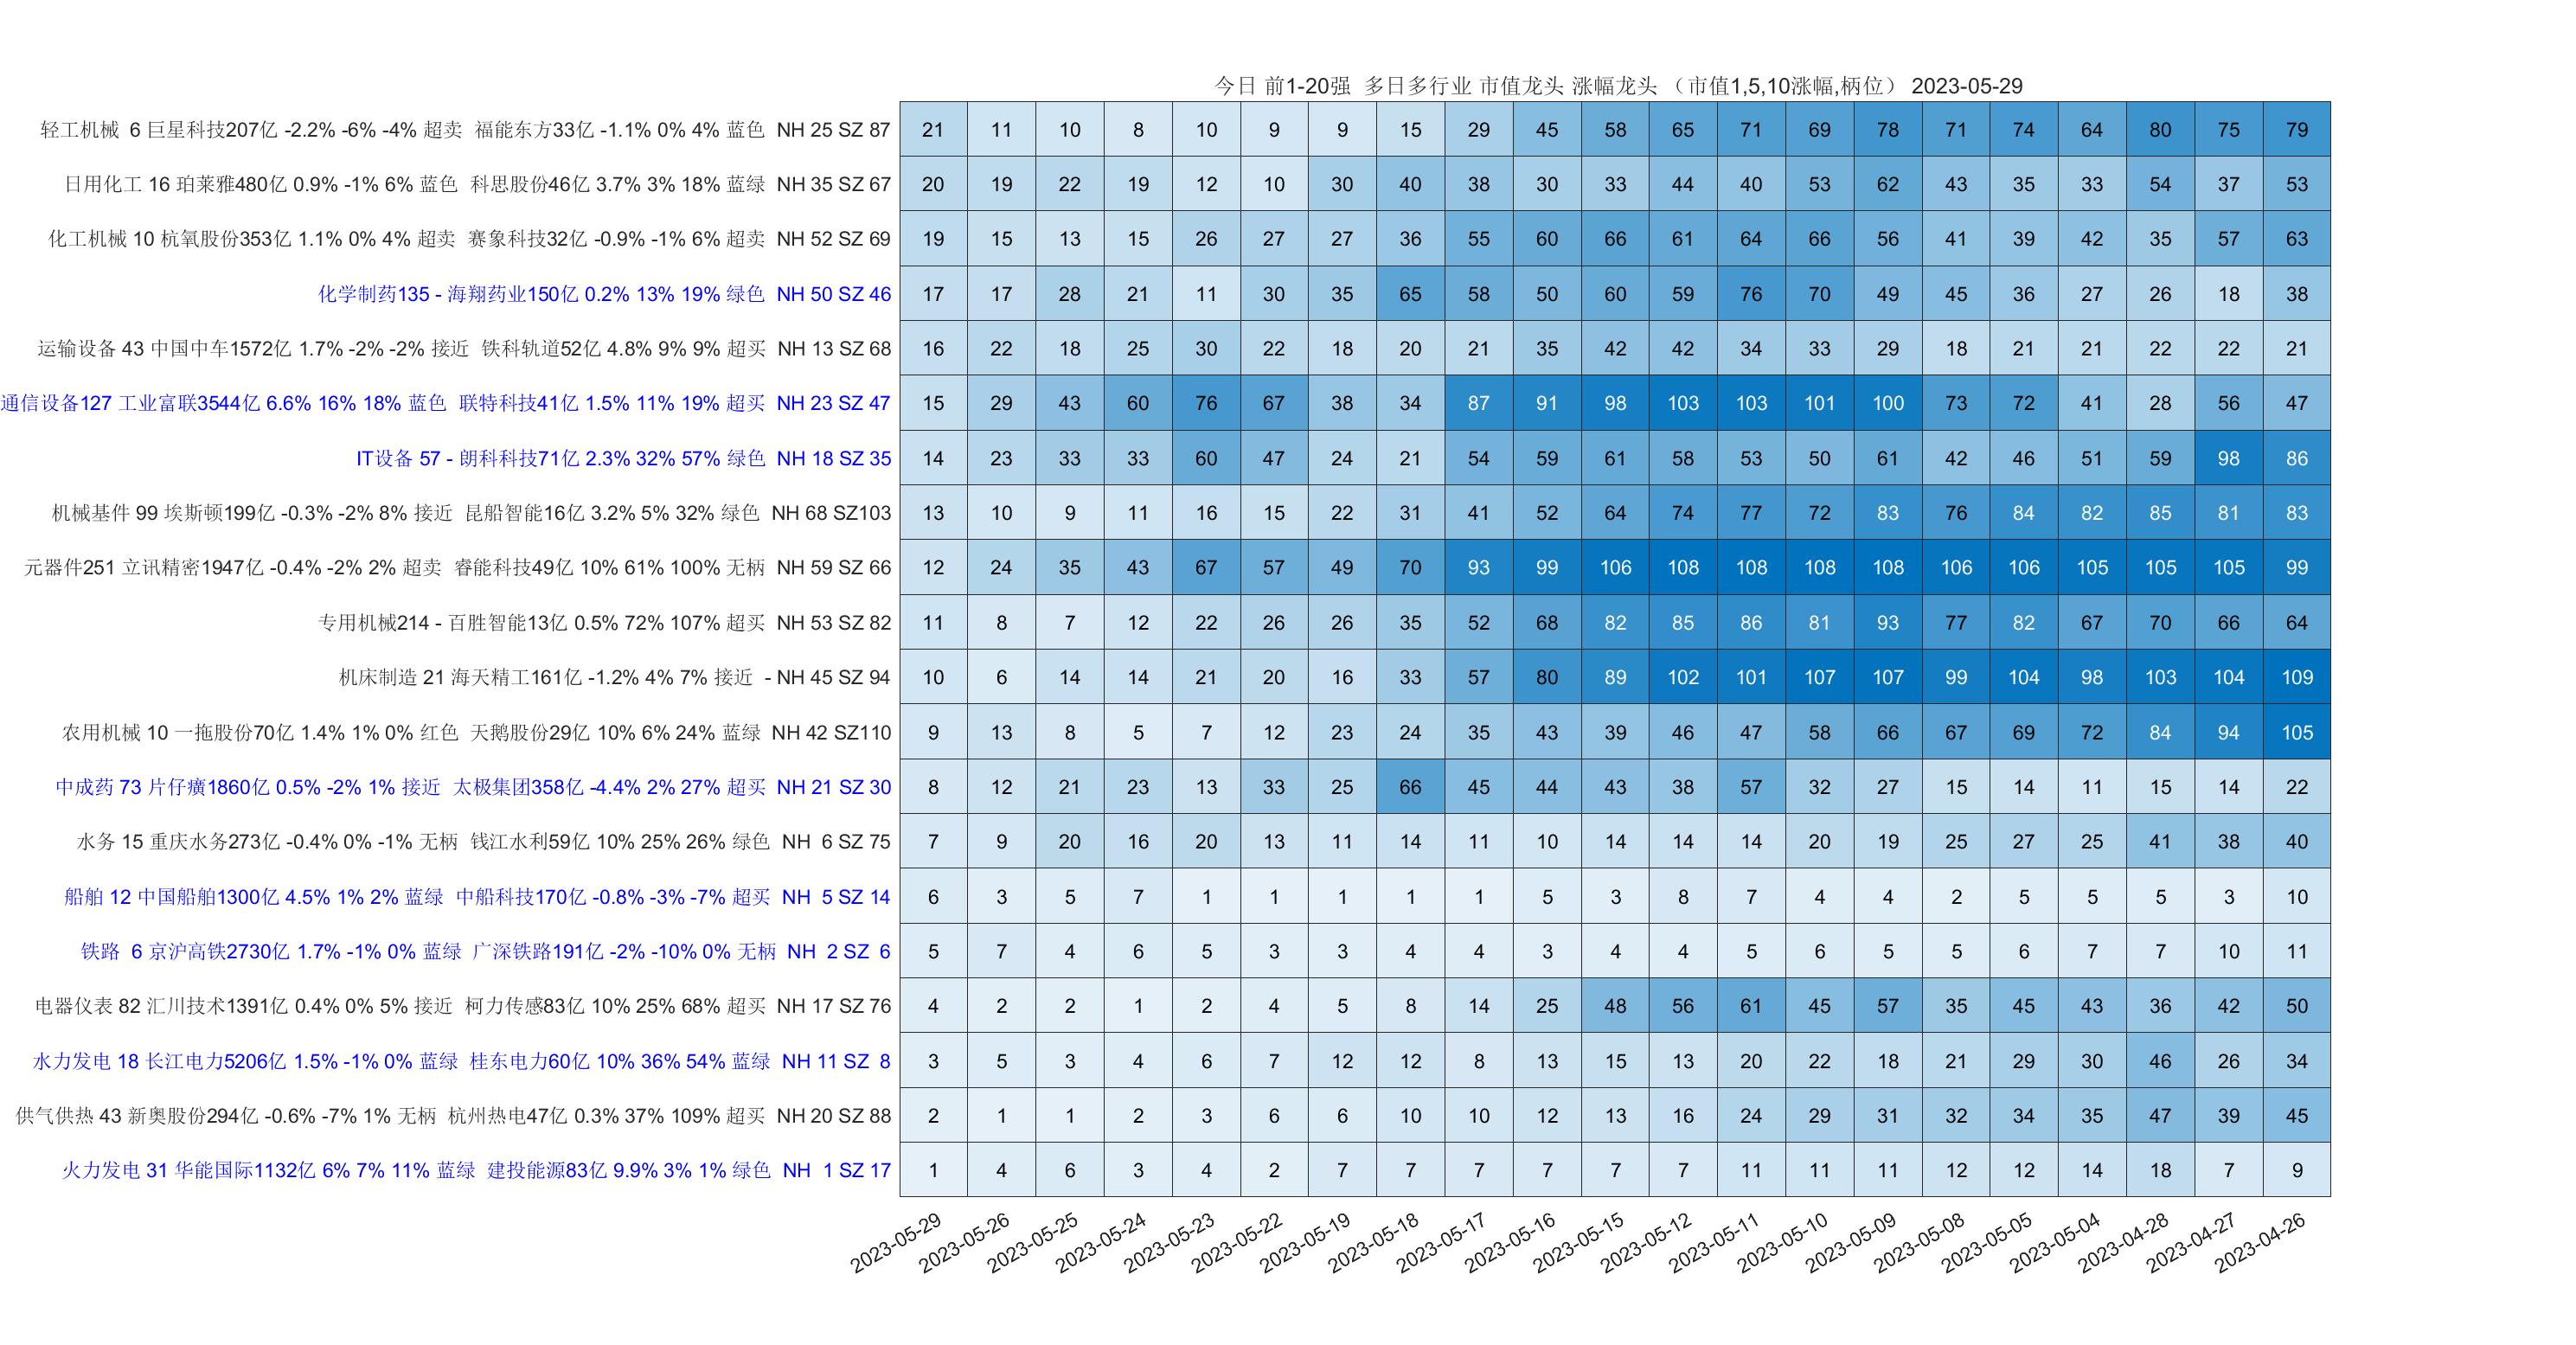 今日 前1-20强 多日多行业 市值龙头 涨幅龙头 （市值1,5,10涨幅,柄位） 2023-05-29
轻工机械 6 巨星科技207亿 -2.2% -6% -4% 超卖 福能东方33亿 -1.1% 0% 4% 蓝色 NH 25 SZ 87 21 11 10 8 10 9 9 15 29 45 58 65 71 69 78 71 74 64 80 75 79
日用化工 16 珀莱雅480亿 0.9% -1% 6% 蓝色 科思股份46亿 3.7% 3% 18% 蓝绿 NH 35 SZ 67 20 19 22 19 12 10 30 40 38 30 33 44 40 53 62 43 35 33 54 37 53
化工机械 10 杭氧股份353亿 1.1% 0% 4% 超卖 赛象科技32亿 -0.9% -1% 6% 超卖 NH 52 SZ 69 19 15 13 15 26 27 27 36 55 60 66 61 64 66 56 41 39 42 35 57 63
化学制药135 - 海翔药业150亿 0.2% 13% 19% 绿色 NH 50 SZ 46 17 17 28 21 11 30 35 65 58 50 60 59 76 70 49 45 36 27 26 18 38
运输设备 43 中国中车1572亿 1.7% -2% -2% 接近 铁科轨道52亿 4.8% 9% 9% 超买 NH 13 SZ 68 16 22 18 25 30 22 18 20 21 35 42 42 34 33 29 18 21 21 22 22 21
通信设备127 工业富联3544亿 6.6% 16% 18% 蓝色 联特科技41亿 1.5% 11% 19% 超买 NH 23 SZ 47 15 29 43 60 76 67 38 34 87 91 98 103 103 101 100 73 72 41 28 56 47
IT设备 57 - 朗科科技71亿 2.3% 32% 57% 绿色 NH 18 SZ 35 14 23 33 33 60 47 24 21 54 59 61 58 53 50 61 42 46 51 59 98 86
机械基件 99 埃斯顿199亿 -0.3% -2% 8% 接近 昆船智能16亿 3.2% 5% 32% 绿色 NH 68 SZ103 13 10 9 11 16 15 22 31 41 52 64 74 77 72 83 76 84 82 85 81 83
元器件251 立讯精密1947亿 -0.4% -2% 2% 超卖 睿能科技49亿 10% 61% 100% 无柄 NH 59 SZ 66 12 24 35 43 67 57 49 70 93 99 106 108 108 108 108 106 106 105 105 105 99
专用机械214 - 百胜智能13亿 0.5% 72% 107% 超买 NH 53 SZ 82 11 8 7 12 22 26 26 35 52 68 82 85 86 81 93 77 82 67 70 66 64
机床制造 21 海天精工161亿 -1.2% 4% 7% 接近 - NH 45 SZ 94 10 6 14 14 21 20 16 33 57 80 89 102 101 107 107 99 104 98 103 104 109
农用机械 10 一拖股份70亿 1.4% 1% 0% 红色 天鹅股份29亿 10% 6% 24% 蓝绿 NH 42 SZ110 9 13 8 5 7 12 23 24 35 43 39 46 47 58 66 67 69 72 84 94 105
中成药 73 片仔癀1860亿 0.5% -2% 1% 接近 太极集团358亿 -4.4% 2% 27% 超买 NH 21 SZ 30 8 12 21 23 13 33 25 66 45 44 43 38 57 32 27 15 14 11 15 14 22
水务 15 重庆水务273亿 -0.4% 0% -1% 无柄 钱江水利59亿 10% 25% 26% 绿色 NH 6 SZ 75 7 9 20 16 20 13 11 14 11 10 14 14 14 20 19 25 27 25 41 38 40
船舶 12 中国船舶1300亿 4.5% 1% 2% 蓝绿 中船科技170亿 -0.8% -3% -7% 超买 NH 5 SZ 14 6 3 5 7 1 1 1 1 1 5 3 8 7 4 4 2 5 5 5 3 10
铁路 6 京沪高铁2730亿 1.7% -1% 0% 蓝绿 广深铁路191亿 -2% -10% 0% 无柄 NH 2 SZ 6 5 7 4 6 5 3 3 4 4 3 4 4 5 6 5 5 6 7 7 10 11
电器仪表 82 汇川技术1391亿 0.4% 0% 5% 接近 柯力传感83亿 10% 25% 68% 超买 NH 17 SZ 76 4 2 2 1 2 4 5 8 14 25 48 56 61 45 57 35 45 43 36 42 50
水力发电 18 长江电力5206亿 1.5% -1% 0% 蓝绿 桂东电力60亿 10% 36% 54% 蓝绿 NH 11 SZ 8 3 5 3 4 6 7 12 12 8 13 15 13 20 22 18 21 29 30 46 26 34
供气供热 43 新奥股份294亿 -0.6% -7% 1% 无柄 杭州热电47亿 0.3% 37% 109% 超买 NH 20 SZ 88 2 1 1 2 3 6 6 10 10 12 13 16 24 29 31 32 34 35 47 39 45
火力发电 31 华能国际1132亿 6% 7% 11% 蓝绿 建投能源83亿 9.9% 3% 1% 绿色 NH 1 SZ 17 1 4 6 3 4 2 7 7 7 7 7 7 11 11 11 12 12 14 18 7 9
2023-05-29 2023-05-26 2023-05-25 2023-05-24 2023-05-23 2023-05-22 2023-05-19 2023-05-18 2023-05-17 2023-05-16 2023-05-15 2023-05-12 2023-05-11 2023-05-10 2023-05-09 2023-05-08 2023-05-05 2023-05-04 2023-04-28 2023-04-27 2023-04-26